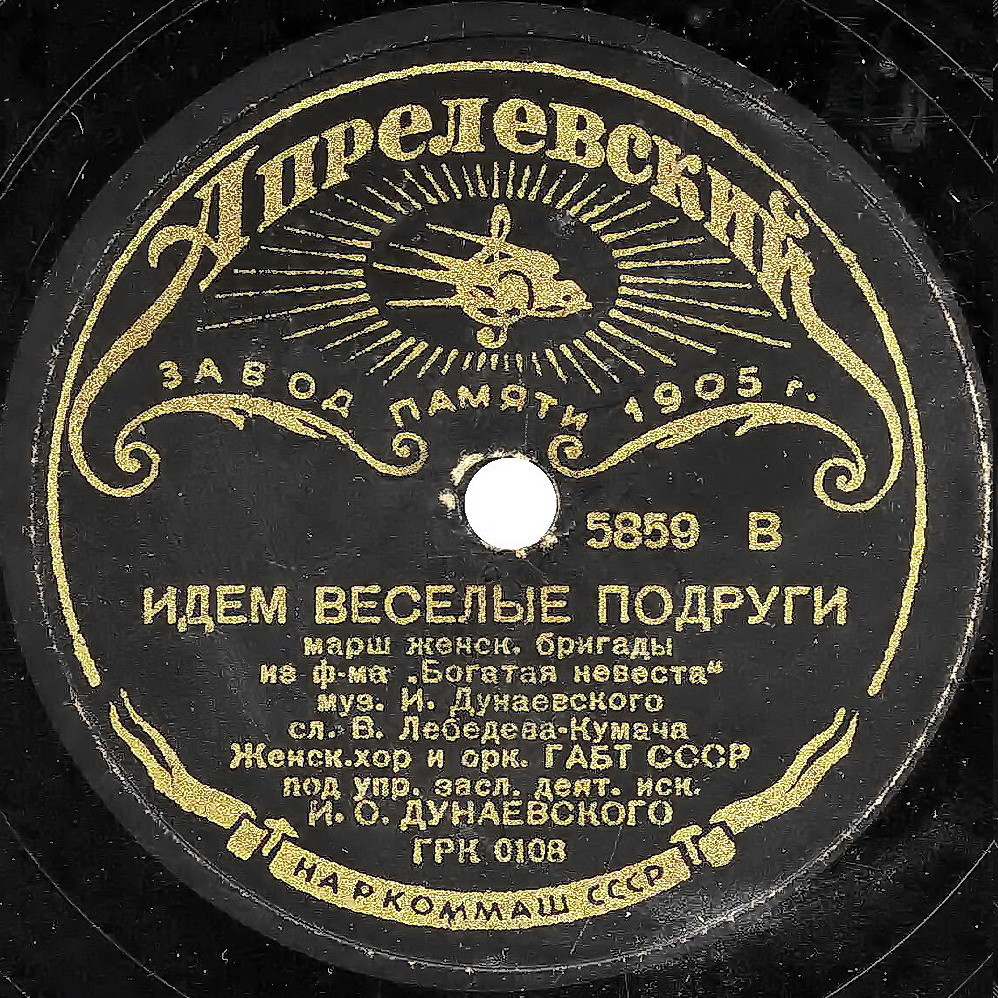 Апрелевский
ЗАВОД ПАМЯТИ 1905 г.
5859 В
ИДЕМ ВЕСЕЛЫЕ ПОДРУГИ
марш женск. бригады
из ф-ма „Богатая невеста“
муз. И. Дунаевского
сл. В. Лебедева-Кумача
Женск.хор и орк. ГАБТ СССР
под упр. засл. деят. иск.
И. О. ДУНАЕВСКОГО
ГРК 0108
НАРКОММАШ СССР